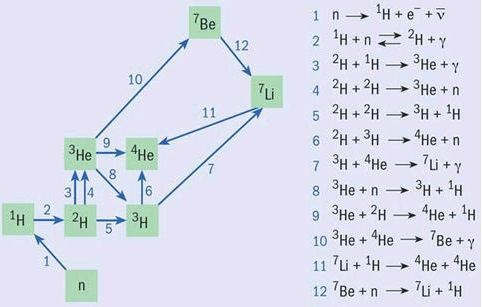 ⁷Be
12
10
⁷Li
11
³He
9
⁴He
8
3
4
6
7
¹H
2
²H
5
³H
1
n
1 n → ¹H + e⁻ + ν̅
2 ¹H + n ⇄ ²H + γ
3 ²H + ¹H → ³He + γ
4 ²H + ²H → ³He + n
5 ²H + ²H → ³H + ¹H
6 ²H + ³H → ⁴He + n
7 ³H + ⁴He → ⁷Li + γ
8 ³He + n → ³H + ¹H
9 ³He + ²H → ⁴He + ¹H
10 ³He + ⁴He → ⁷Be + γ
11 ⁷Li + ¹H → ⁴He + ⁴He
12 ⁷Be + n → ⁷Li + ¹H